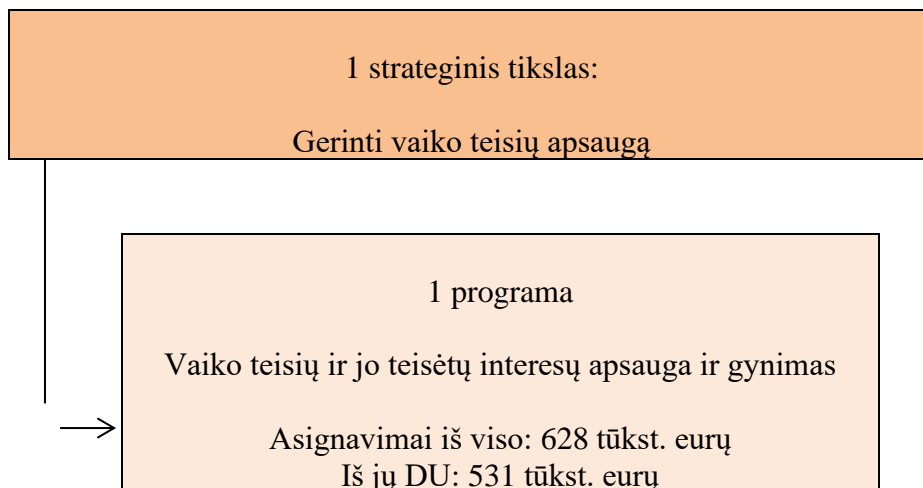 1 strateginis tikslas:
Gerinti vaiko teisių apsaugą
1 programa
Vaiko teisių ir jo teisėtų interesų apsauga ir gynimas
Asignavimai iš viso: 628 tūkst. eurų
Iš jų DU: 531 tūkst. eurų